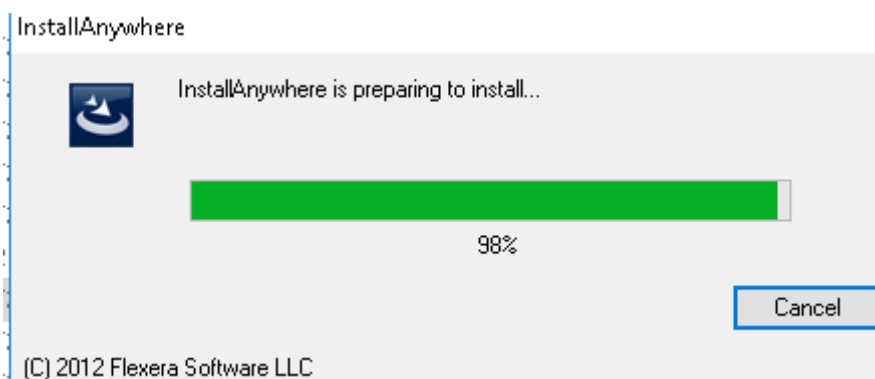 InstallAnywhere
InstallAnywhere is preparing to install...
98%
Cancel
(C) 2012 Flexera Software LLC